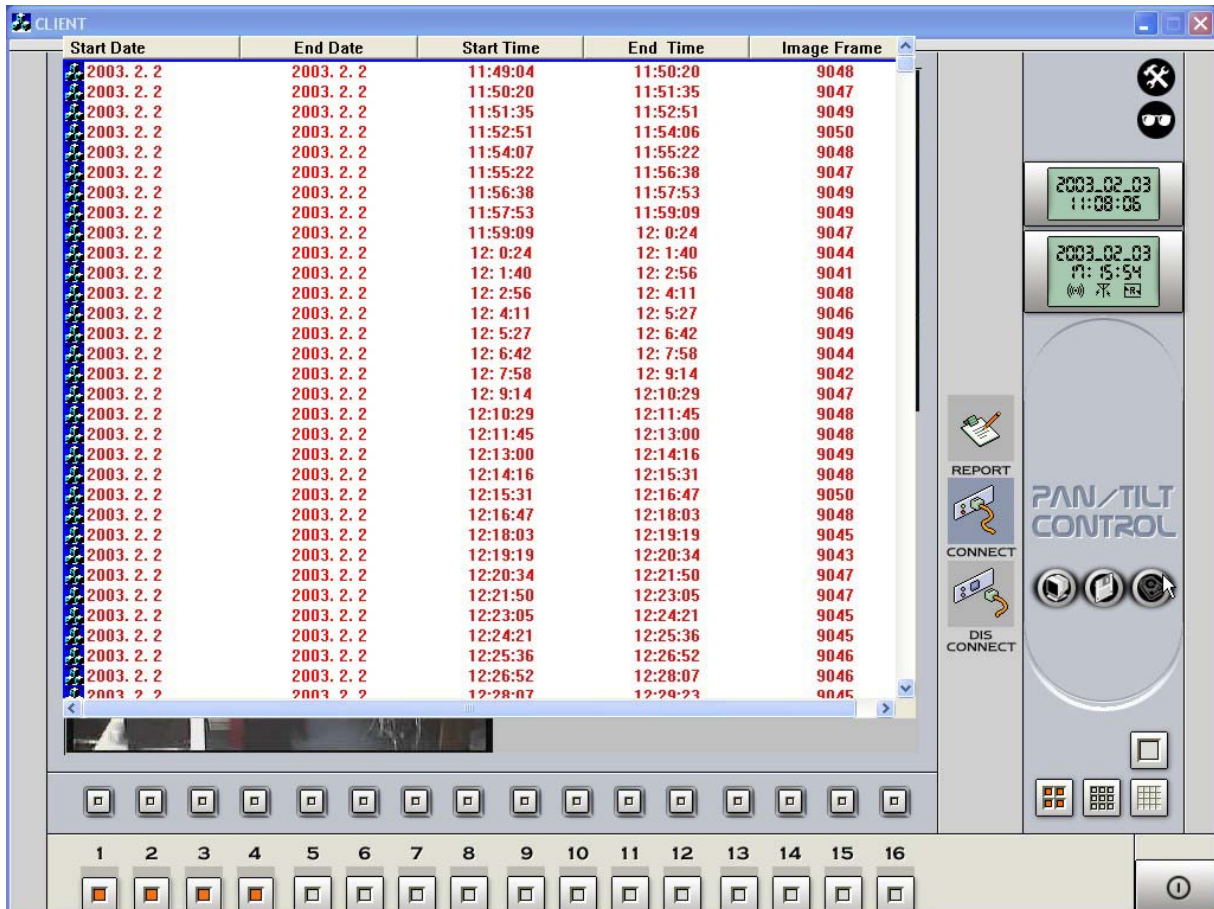 CLIENT
Start Date End Date Start Time End Time Image Frame
2003. 2. 2 2003. 2. 2 11:49:04 11:50:20 9048
2003. 2. 2 2003. 2. 2 11:50:20 11:51:35 9047
2003. 2. 2 2003. 2. 2 11:51:35 11:52:51 9049
2003. 2. 2 2003. 2. 2 11:52:51 11:54:06 9050
2003. 2. 2 2003. 2. 2 11:54:07 11:55:22 9048
2003. 2. 2 2003. 2. 2 11:55:22 11:56:38 9047
2003. 2. 2 2003. 2. 2 11:56:38 11:57:53 9049
2003. 2. 2 2003. 2. 2 11:57:53 11:59:09 9049
2003. 2. 2 2003. 2. 2 11:59:09 12: 0:24 9047
2003. 2. 2 2003. 2. 2 12: 0:24 12: 1:40 9044
2003. 2. 2 2003. 2. 2 12: 1:40 12: 2:56 9041
2003. 2. 2 2003. 2. 2 12: 2:56 12: 4:11 9048
2003. 2. 2 2003. 2. 2 12: 4:11 12: 5:27 9046
2003. 2. 2 2003. 2. 2 12: 5:27 12: 6:42 9049
2003. 2. 2 2003. 2. 2 12: 6:42 12: 7:58 9044
2003. 2. 2 2003. 2. 2 12: 7:58 12: 9:14 9042
2003. 2. 2 2003. 2. 2 12: 9:14 12:10:29 9047
2003. 2. 2 2003. 2. 2 12:10:29 12:11:45 9048
2003. 2. 2 2003. 2. 2 12:11:45 12:13:00 9048
2003. 2. 2 2003. 2. 2 12:13:00 12:14:16 9049
2003. 2. 2 2003. 2. 2 12:14:16 12:15:31 9048
2003. 2. 2 2003. 2. 2 12:15:31 12:16:47 9050
2003. 2. 2 2003. 2. 2 12:16:47 12:18:03 9048
2003. 2. 2 2003. 2. 2 12:18:03 12:19:19 9045
2003. 2. 2 2003. 2. 2 12:19:19 12:20:34 9043
2003. 2. 2 2003. 2. 2 12:20:34 12:21:50 9047
2003. 2. 2 2003. 2. 2 12:21:50 12:23:05 9047
2003. 2. 2 2003. 2. 2 12:23:05 12:24:21 9045
2003. 2. 2 2003. 2. 2 12:24:21 12:25:36 9045
2003. 2. 2 2003. 2. 2 12:25:36 12:26:52 9046
2003. 2. 2 2003. 2. 2 12:26:52 12:28:07 9046
2003. 2. 2 2003. 2. 2 12:28:07 12:29:23 9045
2003_02_03
11:08:06
2003_02_03
17:15:54
R
REPORT
CONNECT
DIS
CONNECT
PAN/TILT
CONTROL
1 2 3 4 5 6 7 8 9 10 11 12 13 14 15 16